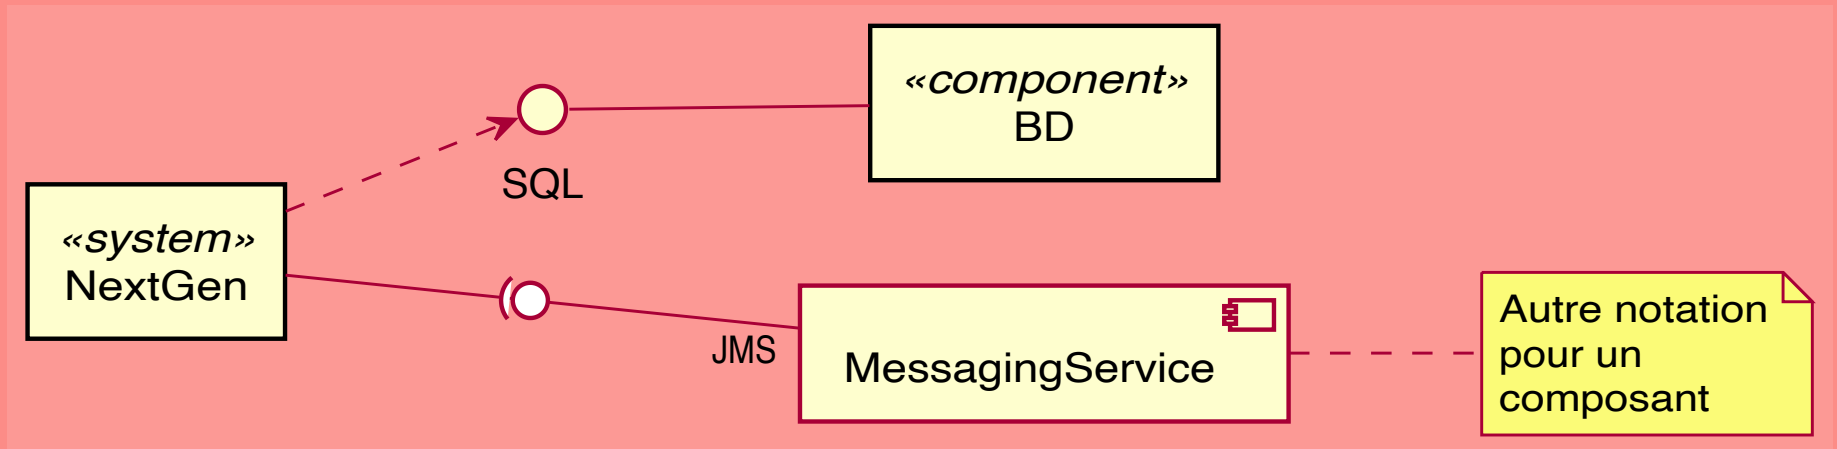 «component»
BD
SQL
«system»
NextGen
JMS
MessagingService
Autre notation
pour un
composant